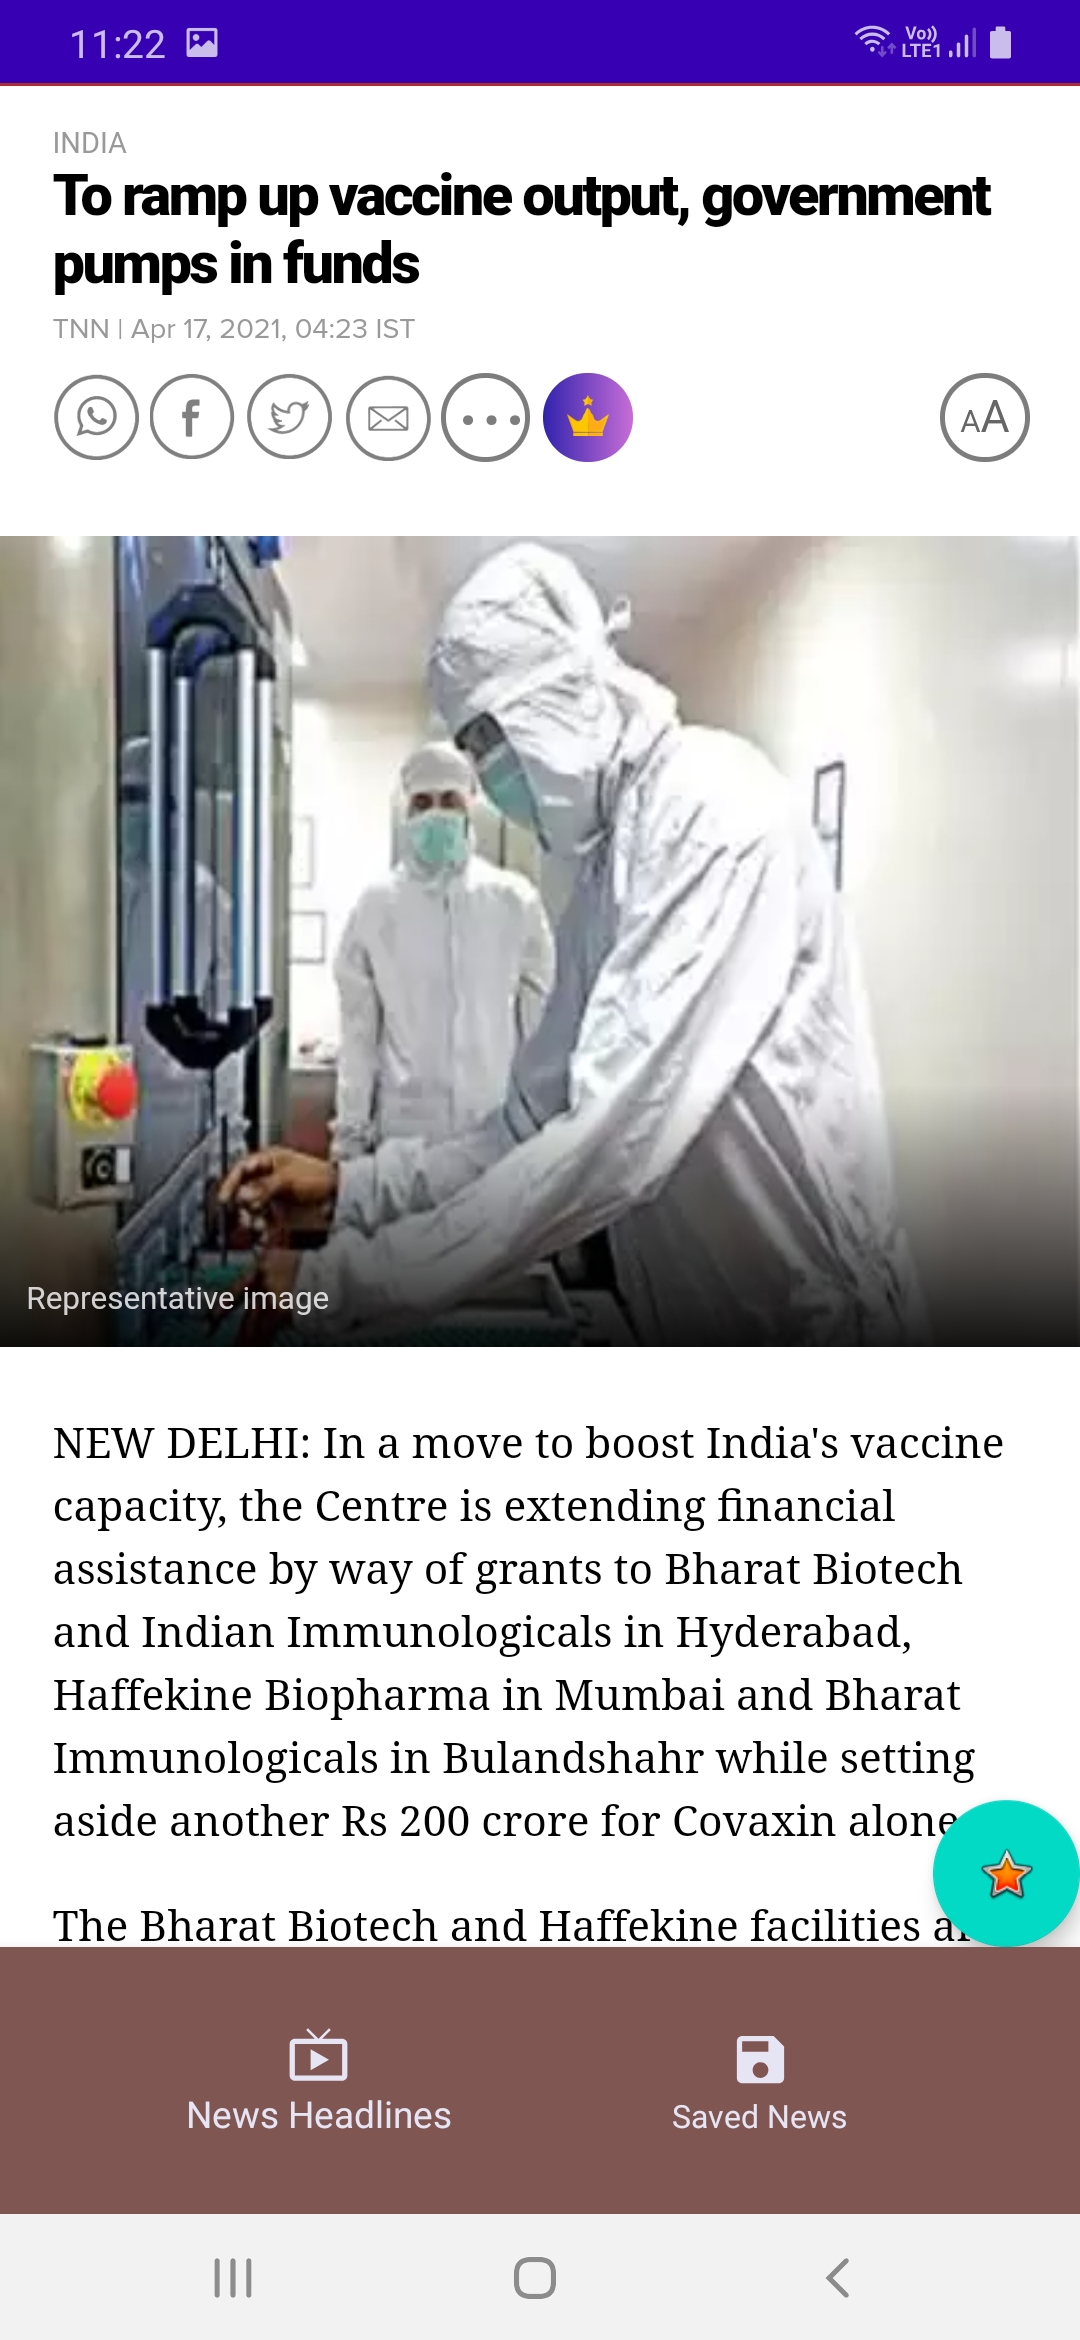 11:22
Vo))
LTE1
INDIA
To ramp up vaccine output, government
pumps in funds
TNN | Apr 17, 2021, 04:23 IST
f
AA
Representative image
NEW DELHI: In a move to boost India's vaccine
capacity, the Centre is extending financial
assistance by way of grants to Bharat Biotech
and Indian Immunologicals in Hyderabad,
Haffekine Biopharma in Mumbai and Bharat
Immunologicals in Bulandshahr while setting
aside another Rs 200 crore for Covaxin alone
The Bharat Biotech and Haffekine facilities
News Headlines
Saved News